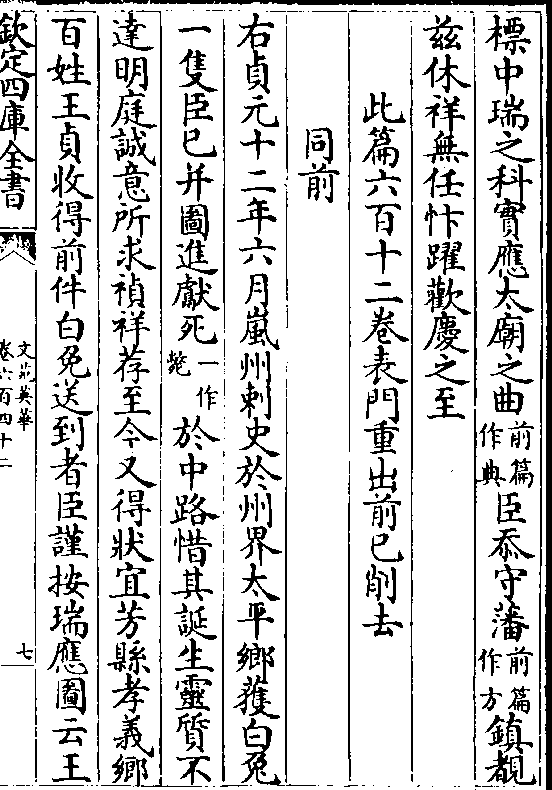 標中瑞之科實應太廟之曲前篇作典臣忝守藩前篇作方鎮覩
兹休祥無任忭躍歡慶之至
此篇六百十二卷表門重出前已削去
同前
右貞元十二年六月嵐州刺史於州界太平鄉獲白兔
一隻臣已并圖進獻死一作斃於中路惜其誕生靈質不
達明庭誠意所求禎祥荐至今又得狀宜芳縣孝義鄉
百姓王貞收得前件白兔送到者臣謹按瑞應圖云王
欽定四庫全書
文苑英華
卷六百四十二
七